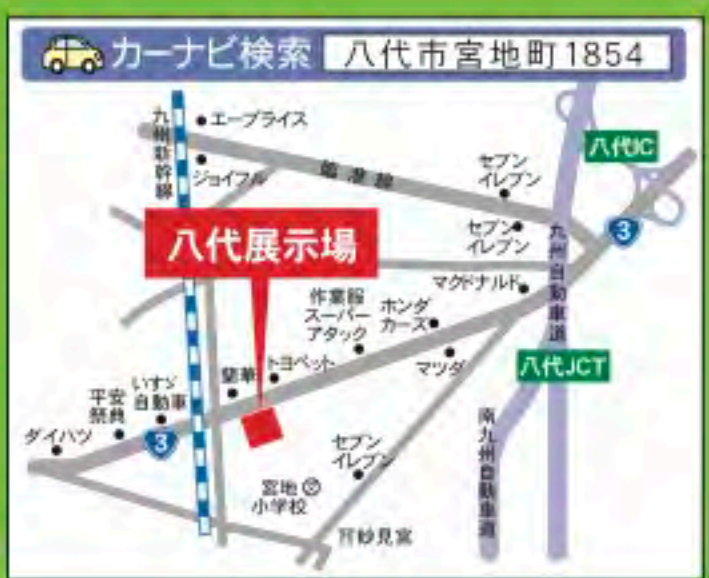 カーナビ検索 八代市宮地町1854
九州新幹線
エープライス
ジョイフル
臨港線
セブン
イレブン
八代IC
3
セブン
イレブン
九州自動車道
八代展示場
マクドナルド
作業服
スーパー
アタック
ホンダ
カーズ
マツダ
八代JCT
トヨペット
蘭華
いすゞ
自動車
平安
祭典
ダイハツ
3
セブン
イレブン
宮地
小学校
文
妙見宮
南九州自動車道